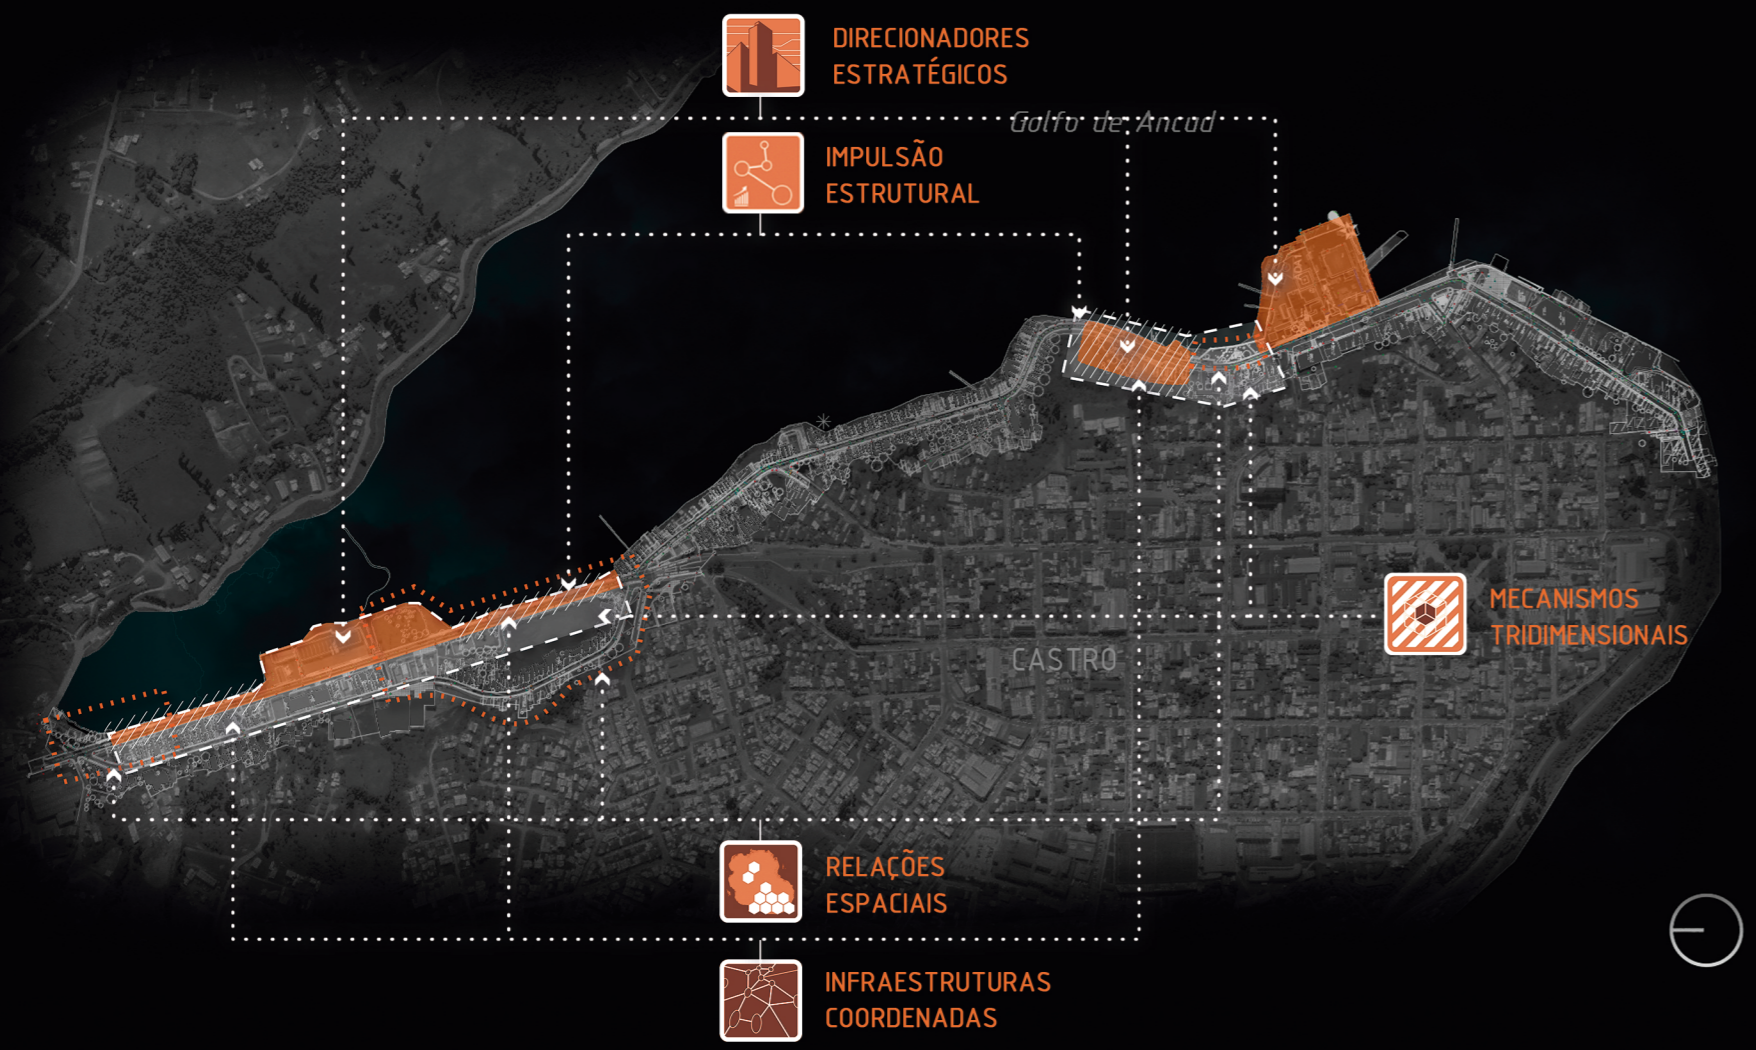 DIRECIONADORES
ESTRATÉGICOS
Golfo de Ancud
IMPULSÃO
ESTRUTURAL
MECANISMOS
TRIDIMENSIONAIS
CASTRO
RELAÇÕES
ESPACIAIS
INFRAESTRUTURAS
COORDENADAS